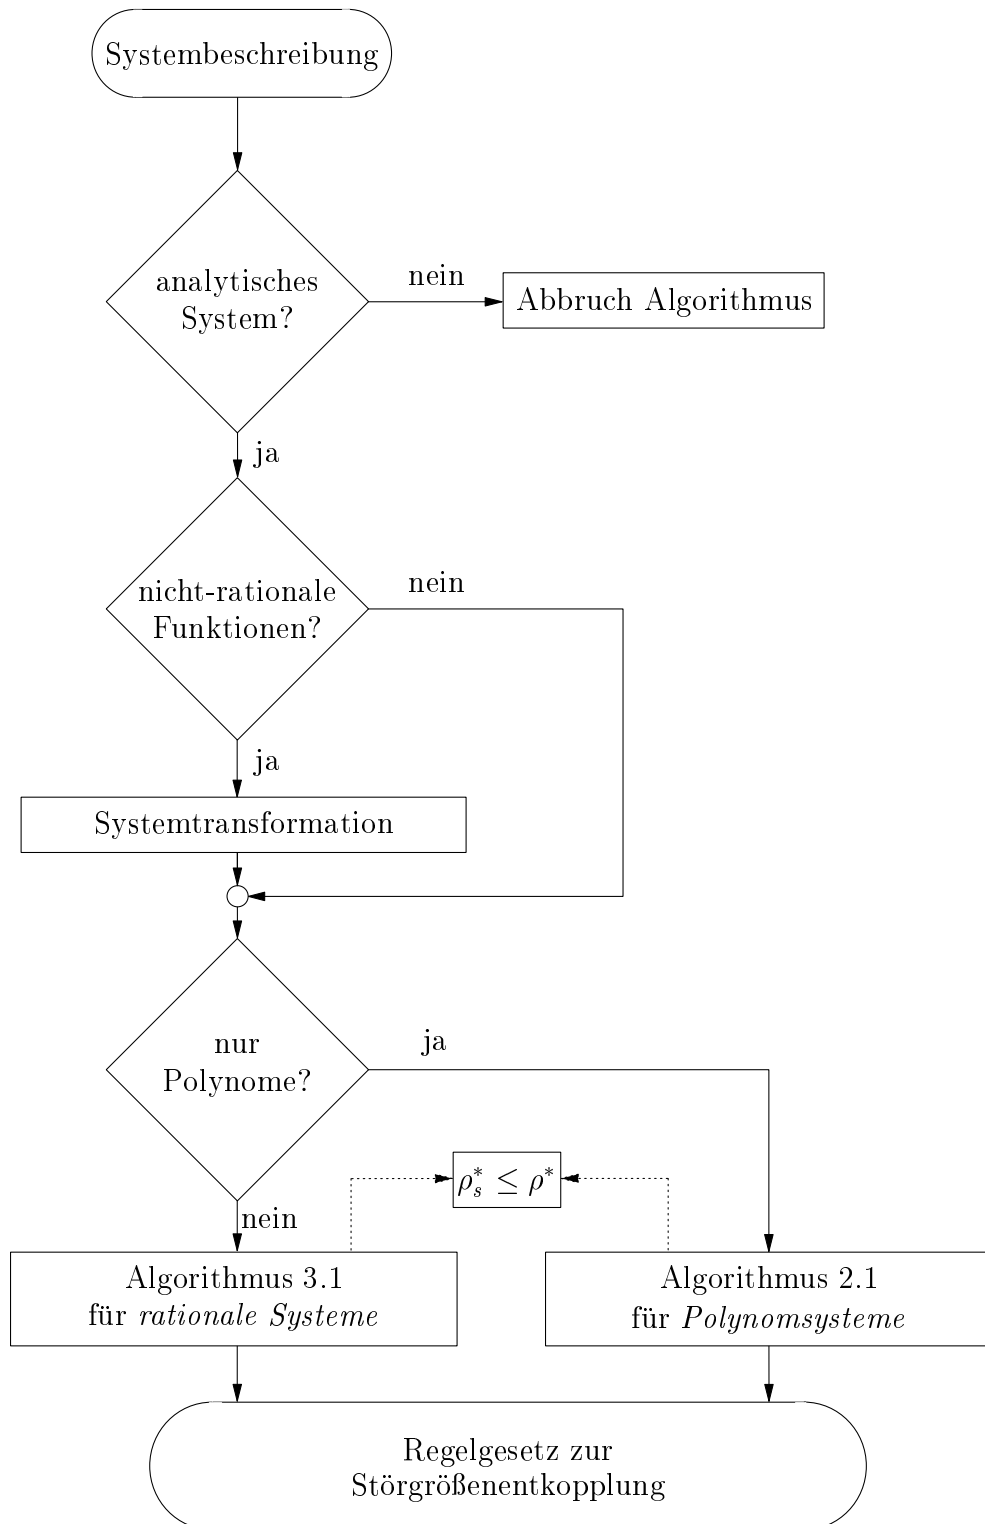 Systembeschreibung
analytisches
System?
nein
Abbruch Algorithmus
ja
nicht-rationale
Funktionen?
nein
ja
Systemtransformation
nur
Polynome?
ja
ρ*s ≤ ρ*
nein
Algorithmus 3.1
für rationale Systeme
Algorithmus 2.1
für Polynomsysteme
Regelgesetz zur
Störgrößenentkopplung